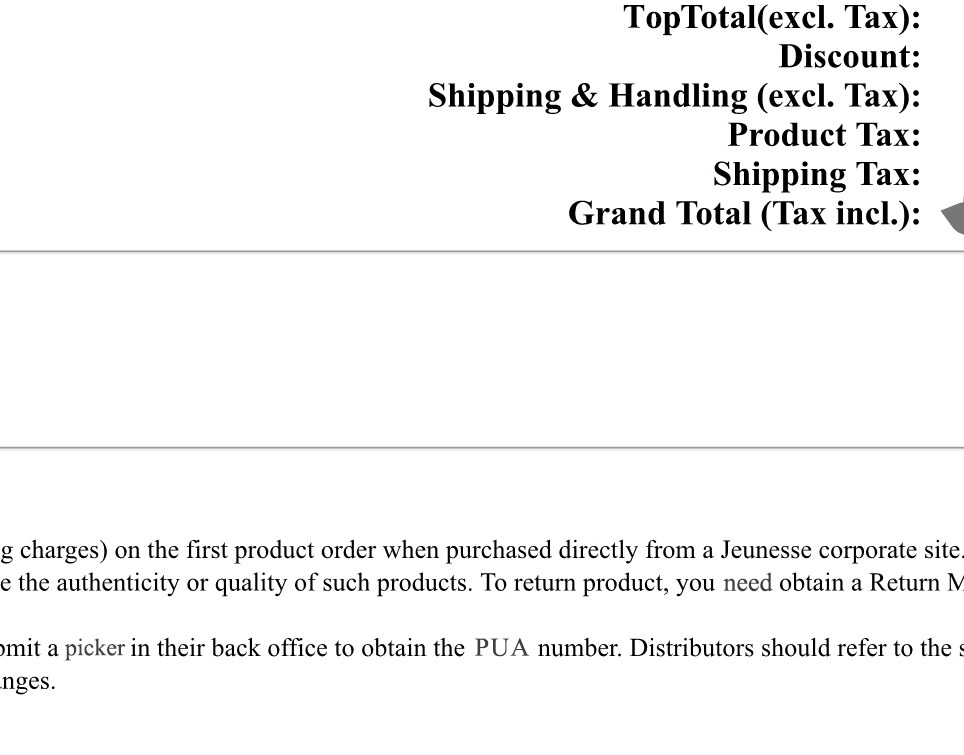 TopTotal(excl. Tax):
Discount:
Shipping & Handling (excl. Tax):
Product Tax:
Shipping Tax:
Grand Total (Tax incl.):
g charges) on the first product order when purchased directly from a Jeunesse corporate site.
e the authenticity or quality of such products. To return product, you need obtain a Return M
omit a picker in their back office to obtain the PUA number. Distributors should refer to the s
anges.